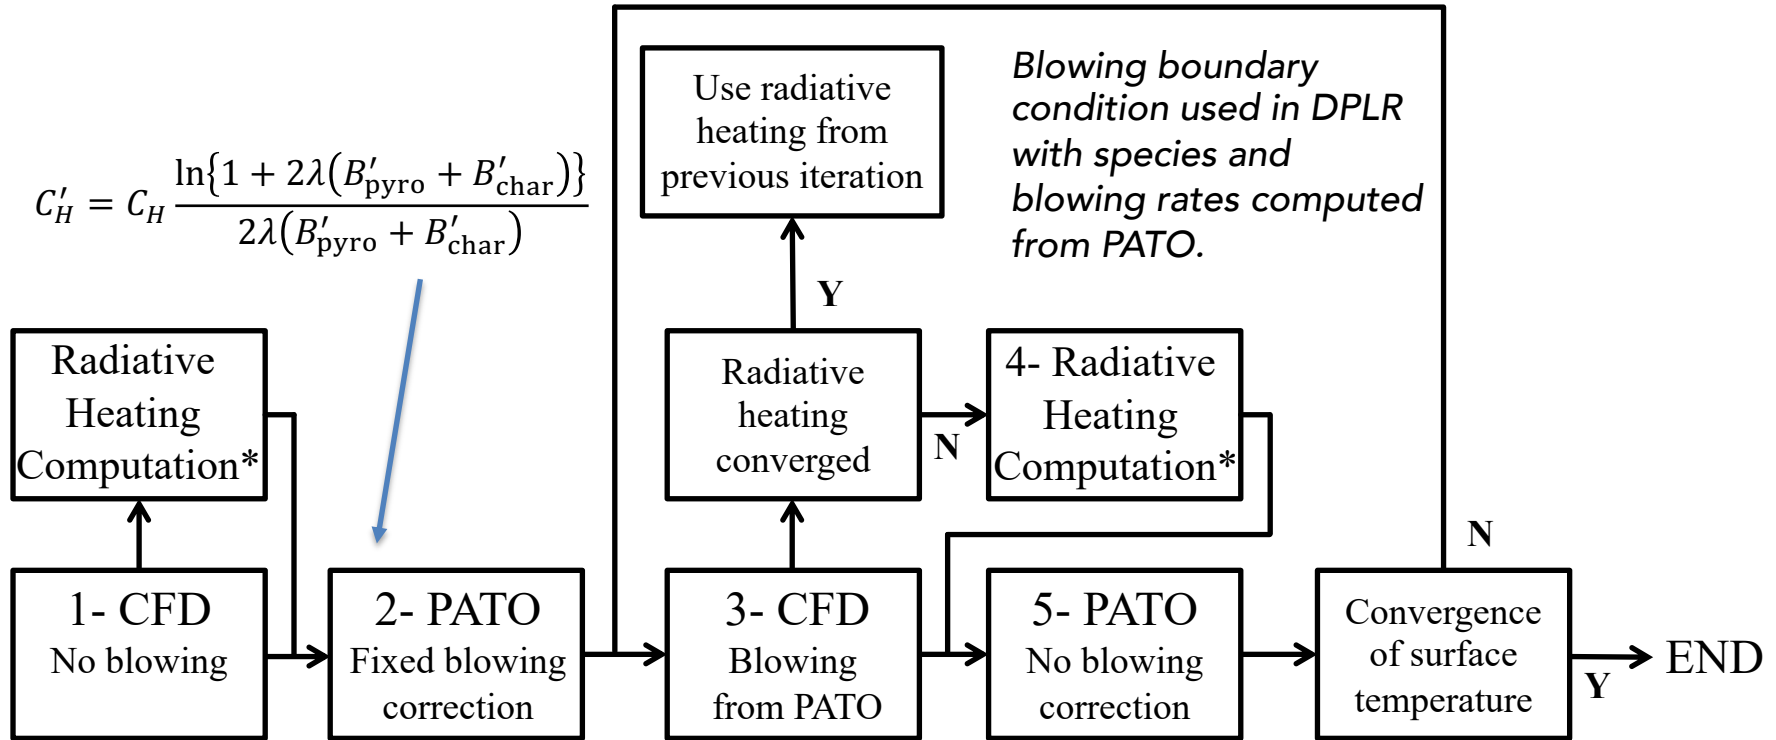 Use radiative
heating from
previous iteration
Blowing boundary
condition used in DPLR
with species and
blowing rates computed
from PATO.
C′_H = C_H ln{1 + 2λ(B′_pyro + B′_char)} / 2λ(B′_pyro + B′_char)
Y
Radiative
Heating
Computation*
Radiative
heating
converged
N
4- Radiative
Heating
Computation*
N
1- CFD
No blowing
2- PATO
Fixed blowing
correction
3- CFD
Blowing
from PATO
5- PATO
No blowing
correction
Convergence
of surface
temperature
Y
END